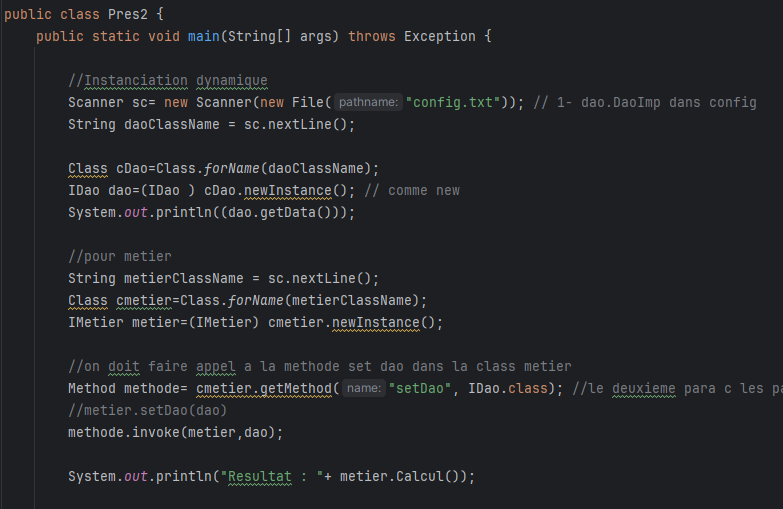 public class Pres2 {
public static void main(String[] args) throws Exception {
//Instanciation dynamique
Scanner sc= new Scanner(new File( pathname: "config.txt")); // 1- dao.DaoImp dans config
String daoClassName = sc.nextLine();
Class cDao=Class.forName(daoClassName);
IDao dao=(IDao ) cDao.newInstance(); // comme new
System.out.println((dao.getData()));
//pour metier
String metierClassName = sc.nextLine();
Class cmetier=Class.forName(metierClassName);
IMetier metier=(IMetier) cmetier.newInstance();
//on doit faire appel a la methode set dao dans la class metier
Method methode= cmetier.getMethod( name: "setDao", IDao.class); //le deuxieme para c les
//metier.setDao(dao)
methode.invoke(metier,dao);
System.out.println("Resultat : "+ metier.Calcul());